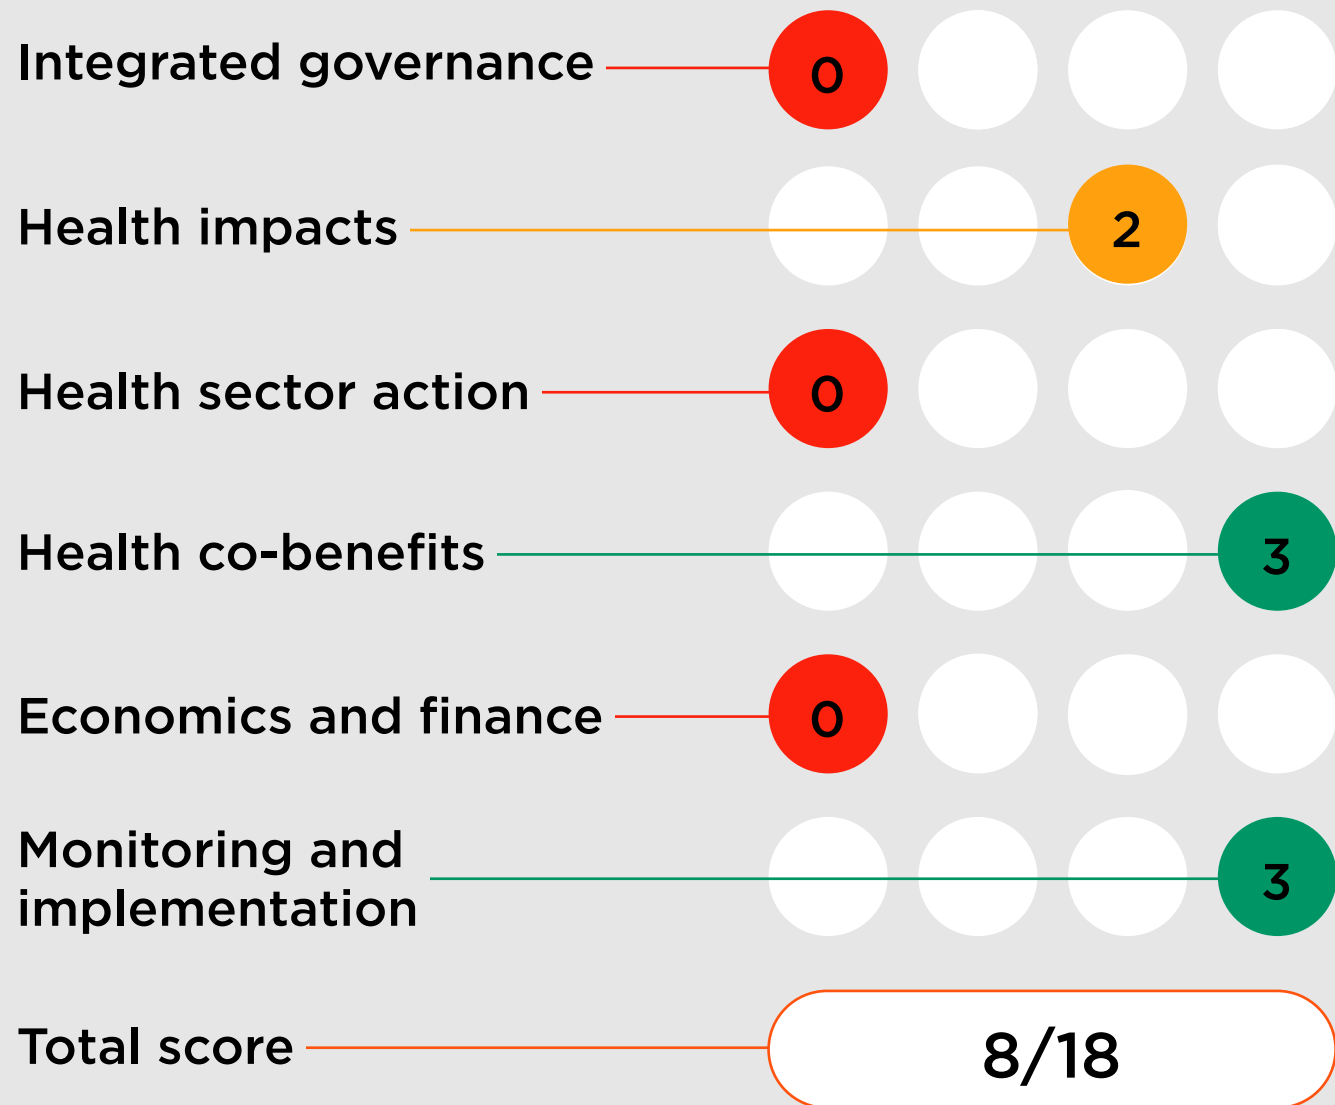 Integrated governance 0
Health impacts 2
Health sector action 0
Health co-benefits 3
Economics and finance 0
Monitoring and
implementation 3
Total score 8/18